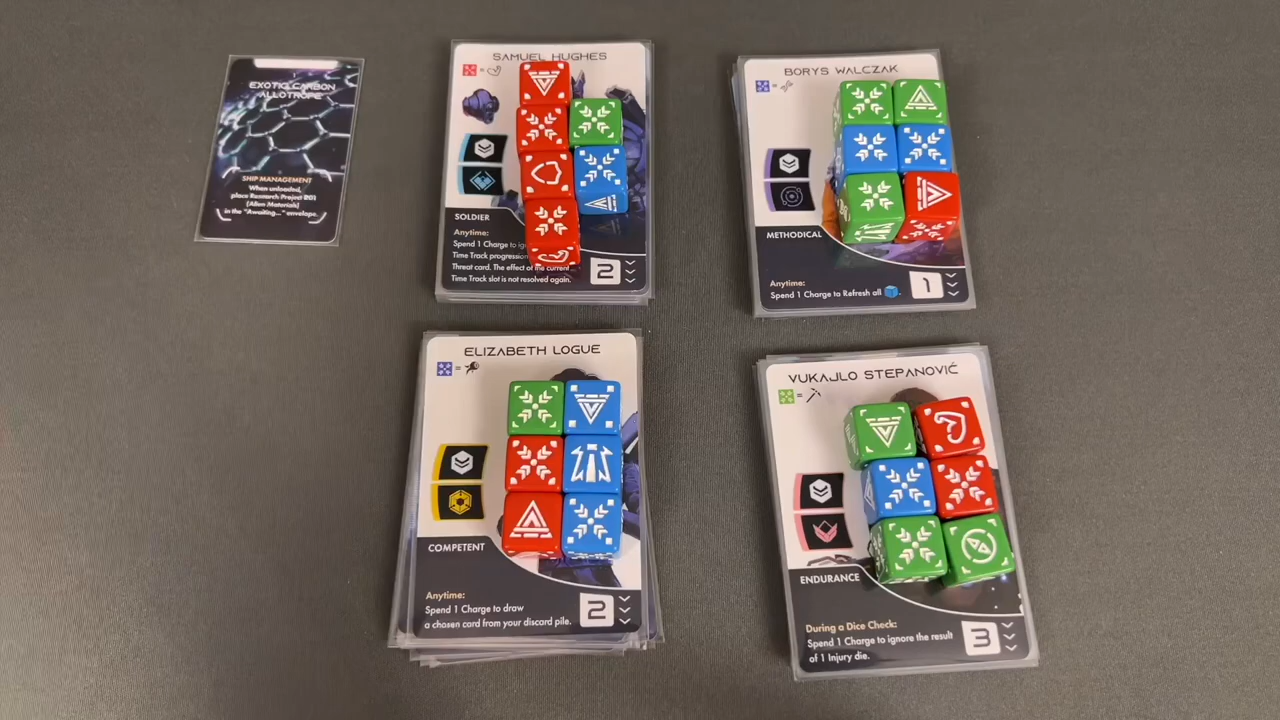 EXOTIC CARBON
ALLOTROPE
SHIP MANAGEMENT
When unloaded,
place Research Project 201
(Alien Materials)
in the "Awaiting..." envelope.
SAMUEL HUGHES
=
SOLDIER
Anytime:
Spend 1 Charge to
Time Track progression
Threat card. The effect of the current
Time Track slot is not resolved again.
2
BORYS WALCZAK
=
METHODICAL
Anytime:
Spend 1 Charge to Refresh all .
1
ELIZABETH LOGUE
=
COMPETENT
Anytime:
Spend 1 Charge to draw
a chosen card from your discard pile.
2
VUKAJLO STEPANOVIĆ
=
ENDURANCE
During a Dice Check:
Spend 1 Charge to ignore the result
of 1 Injury die.
3